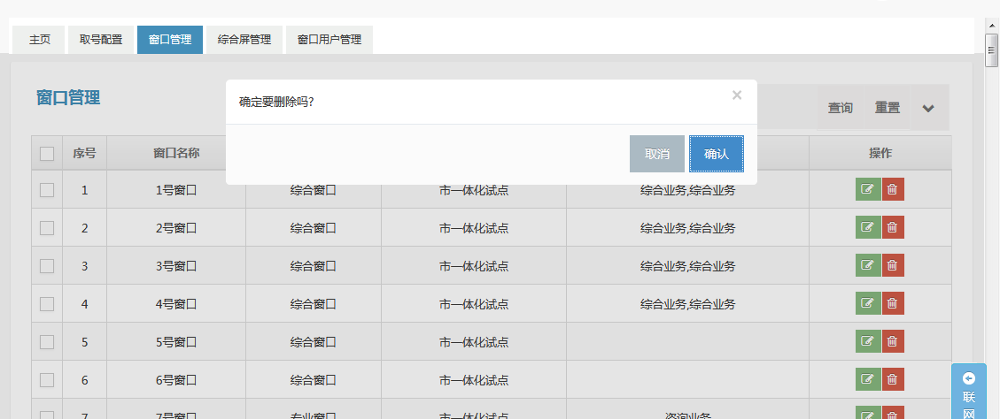 主页 取号配置 窗口管理 综合屏管理 窗口用户管理
窗口管理
确定要删除吗? ×
查询 重置
取消 确认
序号 窗口名称 操作
1 1号窗口 综合窗口 市一体化试点 综合业务,综合业务
2 2号窗口 综合窗口 市一体化试点 综合业务,综合业务
3 3号窗口 综合窗口 市一体化试点 综合业务,综合业务
4 4号窗口 综合窗口 市一体化试点 综合业务,综合业务
5 5号窗口 综合窗口 市一体化试点
6 6号窗口 综合窗口 市一体化试点
7 7号窗口 专业窗口 市一体化试点 咨询业务
联
网